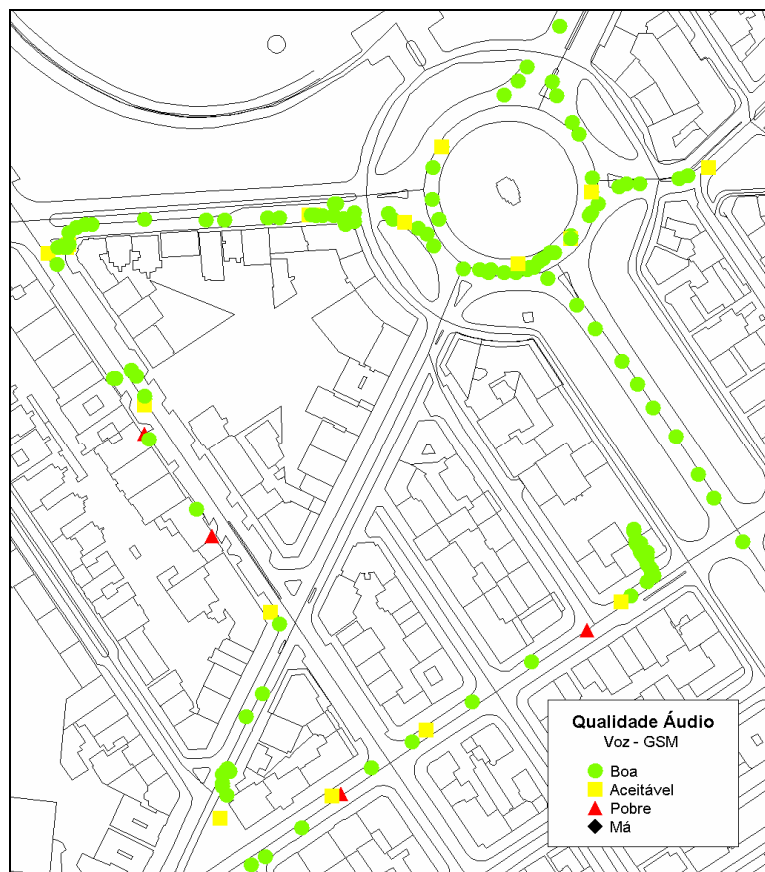 Qualidade Áudio
Voz - GSM
Boa
Aceitável
Pobre
Má